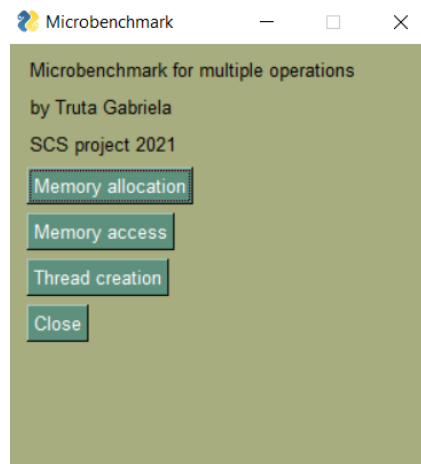 Microbenchmark
Microbenchmark for multiple operations
by Truta Gabriela
SCS project 2021
Memory allocation
Memory access
Thread creation
Close